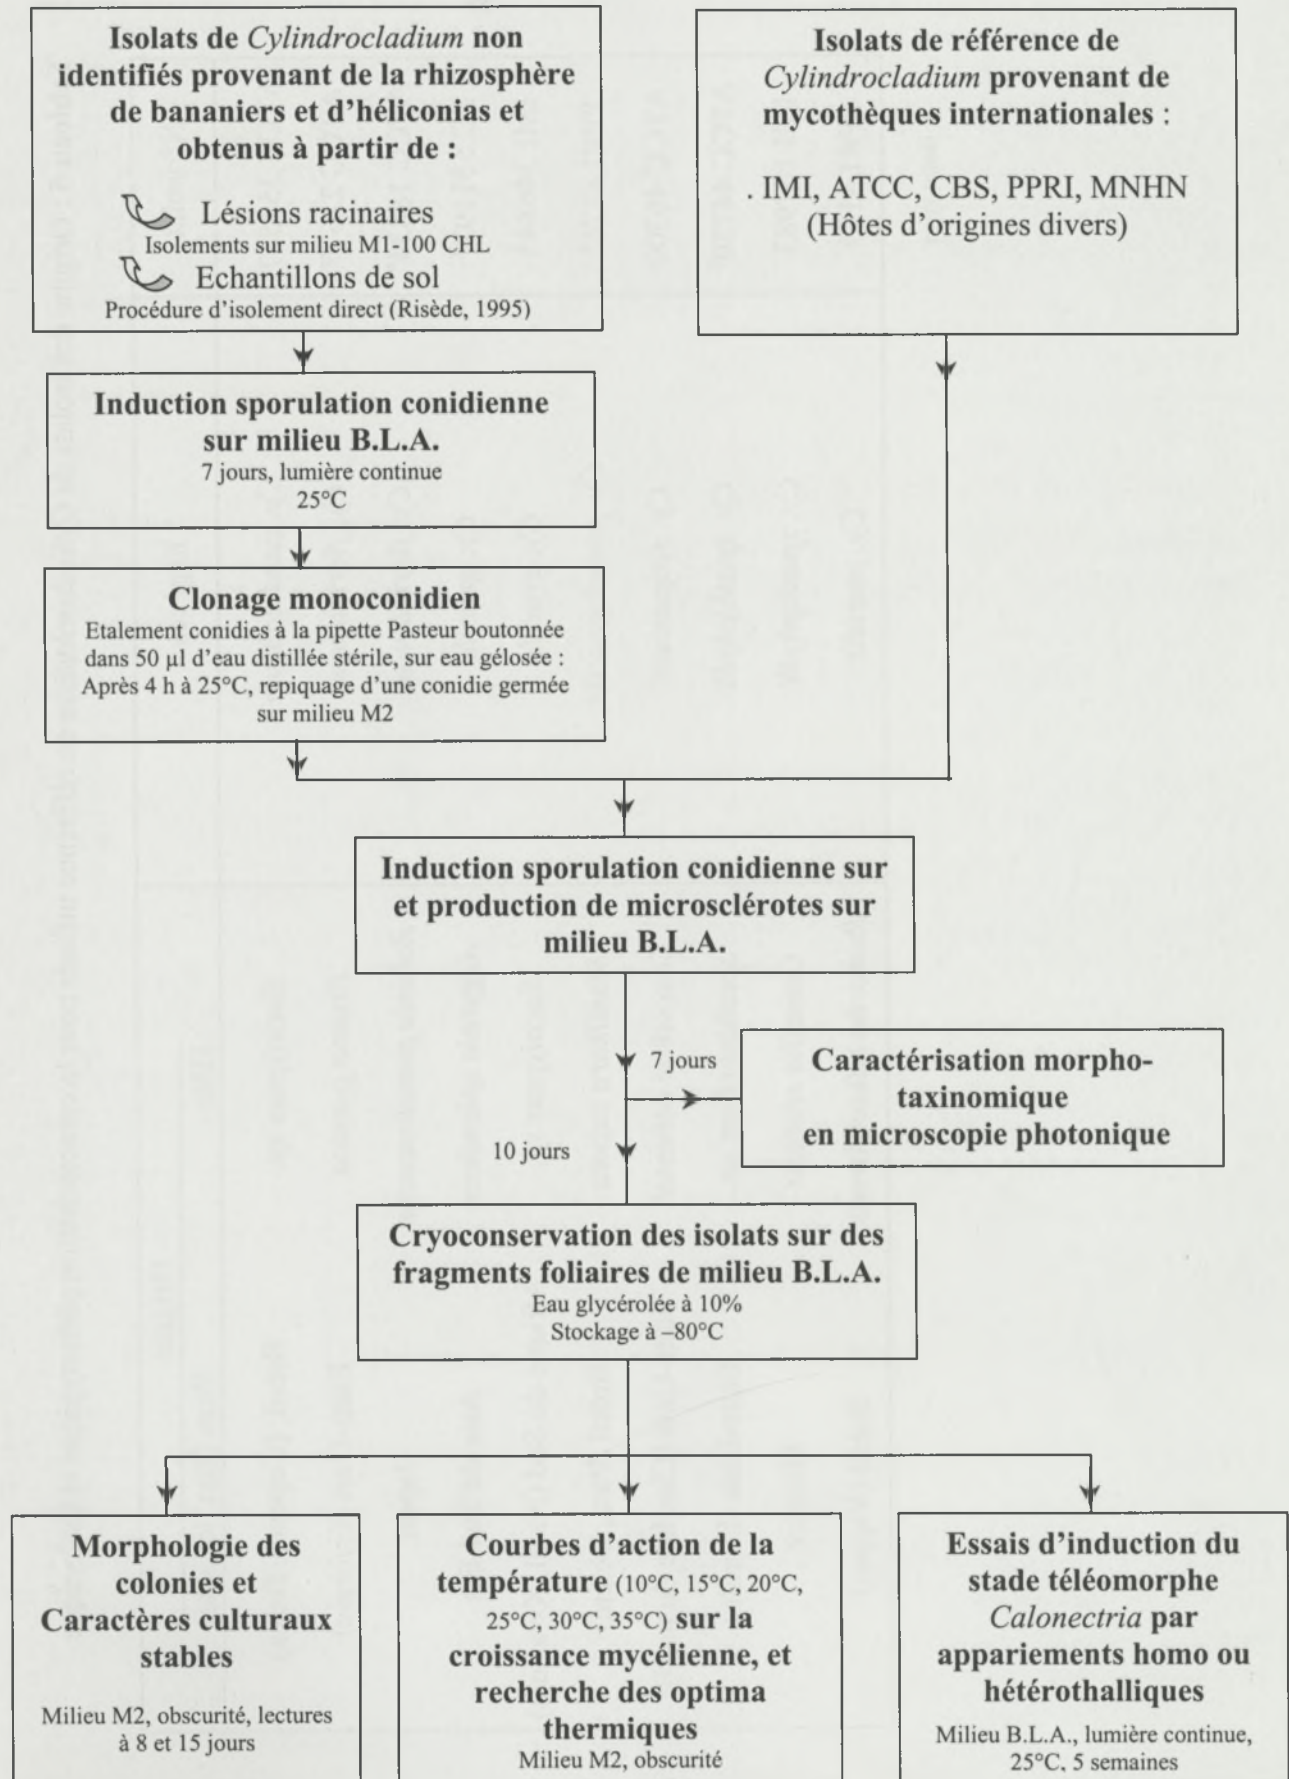 Isolats de Cylindrocladium non
identifiés provenant de la rhizosphère
de bananiers et d'héliconias et
obtenus à partir de :
Lésions racinaires
Isolements sur milieu M1-100 CHL
Echantillons de sol
Procédure d'isolement direct (Risède, 1995)
Isolats de référence de
Cylindrocladium provenant de
mycothèques internationales :
. IMI, ATCC, CBS, PPRI, MNHN
(Hôtes d'origines divers)
Induction sporulation conidienne
sur milieu B.L.A.
7 jours, lumière continue
25°C
Clonage monoconidien
Etalement conidies à la pipette Pasteur boutonnée
dans 50 µl d'eau distillée stérile, sur eau gélosée :
Après 4 h à 25°C, repiquage d'une conidie germée
sur milieu M2
Induction sporulation conidienne sur
et production de microsclérotes sur
milieu B.L.A.
7 jours
Caractérisation morpho-
taxinomique
en microscopie photonique
10 jours
Cryoconservation des isolats sur des
fragments foliaires de milieu B.L.A.
Eau glycérolée à 10%
Stockage à –80°C
Morphologie des
colonies et
Caractères culturaux
stables
Milieu M2, obscurité, lectures
à 8 et 15 jours
Courbes d'action de la
température (10°C, 15°C, 20°C,
25°C, 30°C, 35°C) sur la
croissance mycélienne, et
recherche des optima
thermiques
Milieu M2, obscurité
Essais d'induction du
stade téléomorphe
Calonectria par
appariements homo ou
hétérothalliques
Milieu B.L.A., lumière continue,
25°C, 5 semaines